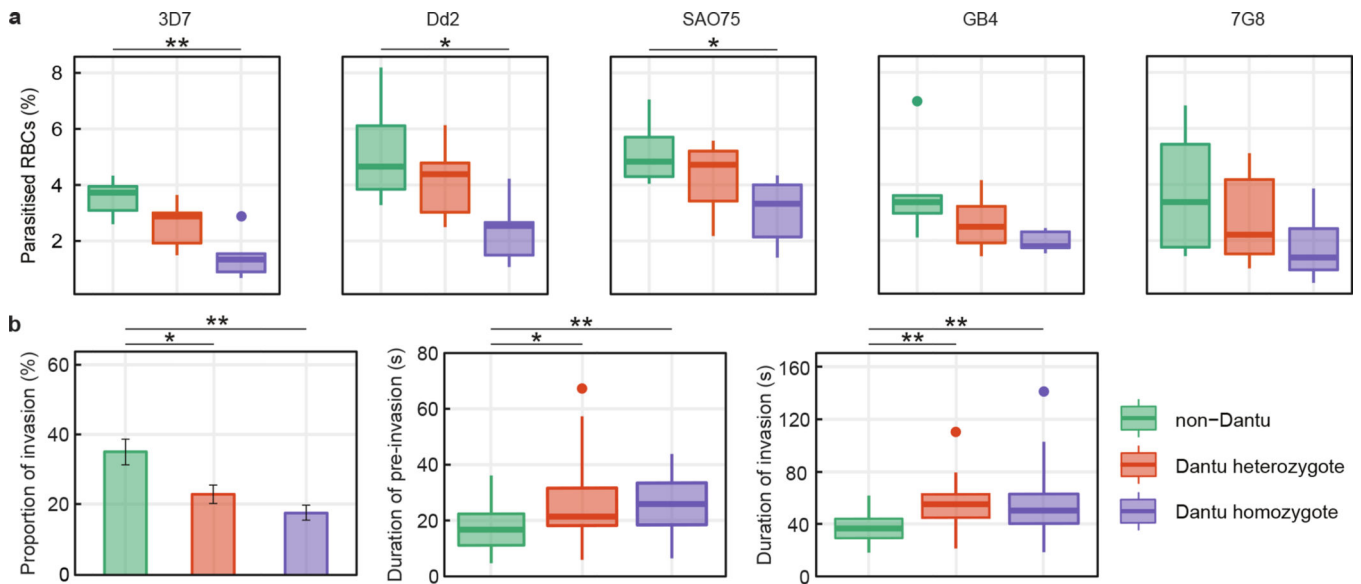 a
3D7
Dd2
SAO75
GB4
7G8
**
*
*
Parasitised RBCs (%)
8
6
4
2
b
**
*
Proportion of invasion (%)
60
40
20
0
**
*
Duration of pre-invasion (s)
80
60
40
20
0
**
**
Duration of invasion (s)
160
120
80
40
0
non-Dantu
Dantu heterozygote
Dantu homozygote